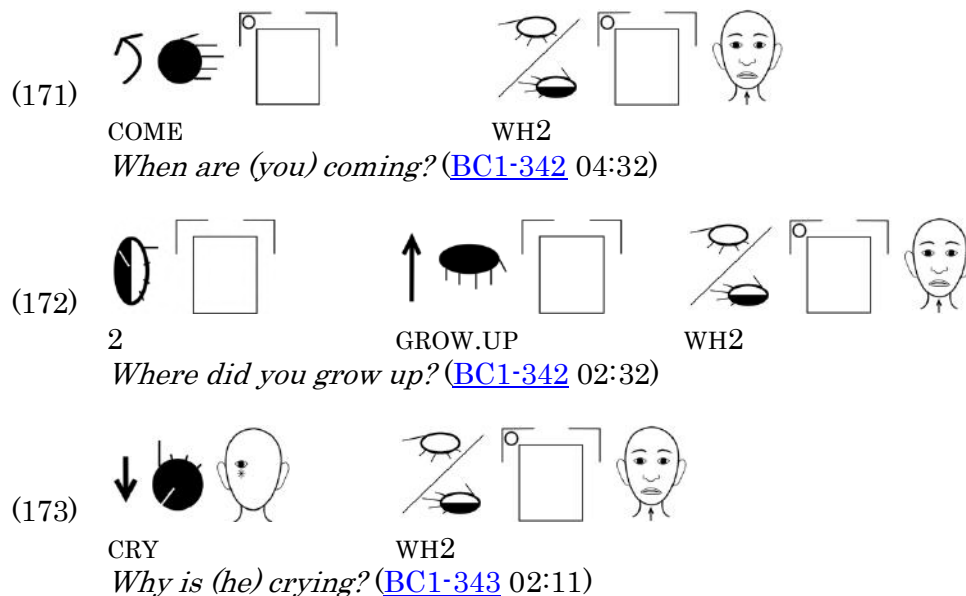 (171)
COME WH2
When are (you) coming? (BC1-342 04:32)
(172)
2 GROW.UP WH2
Where did you grow up? (BC1-342 02:32)
(173)
CRY WH2
Why is (he) crying? (BC1-343 02:11)